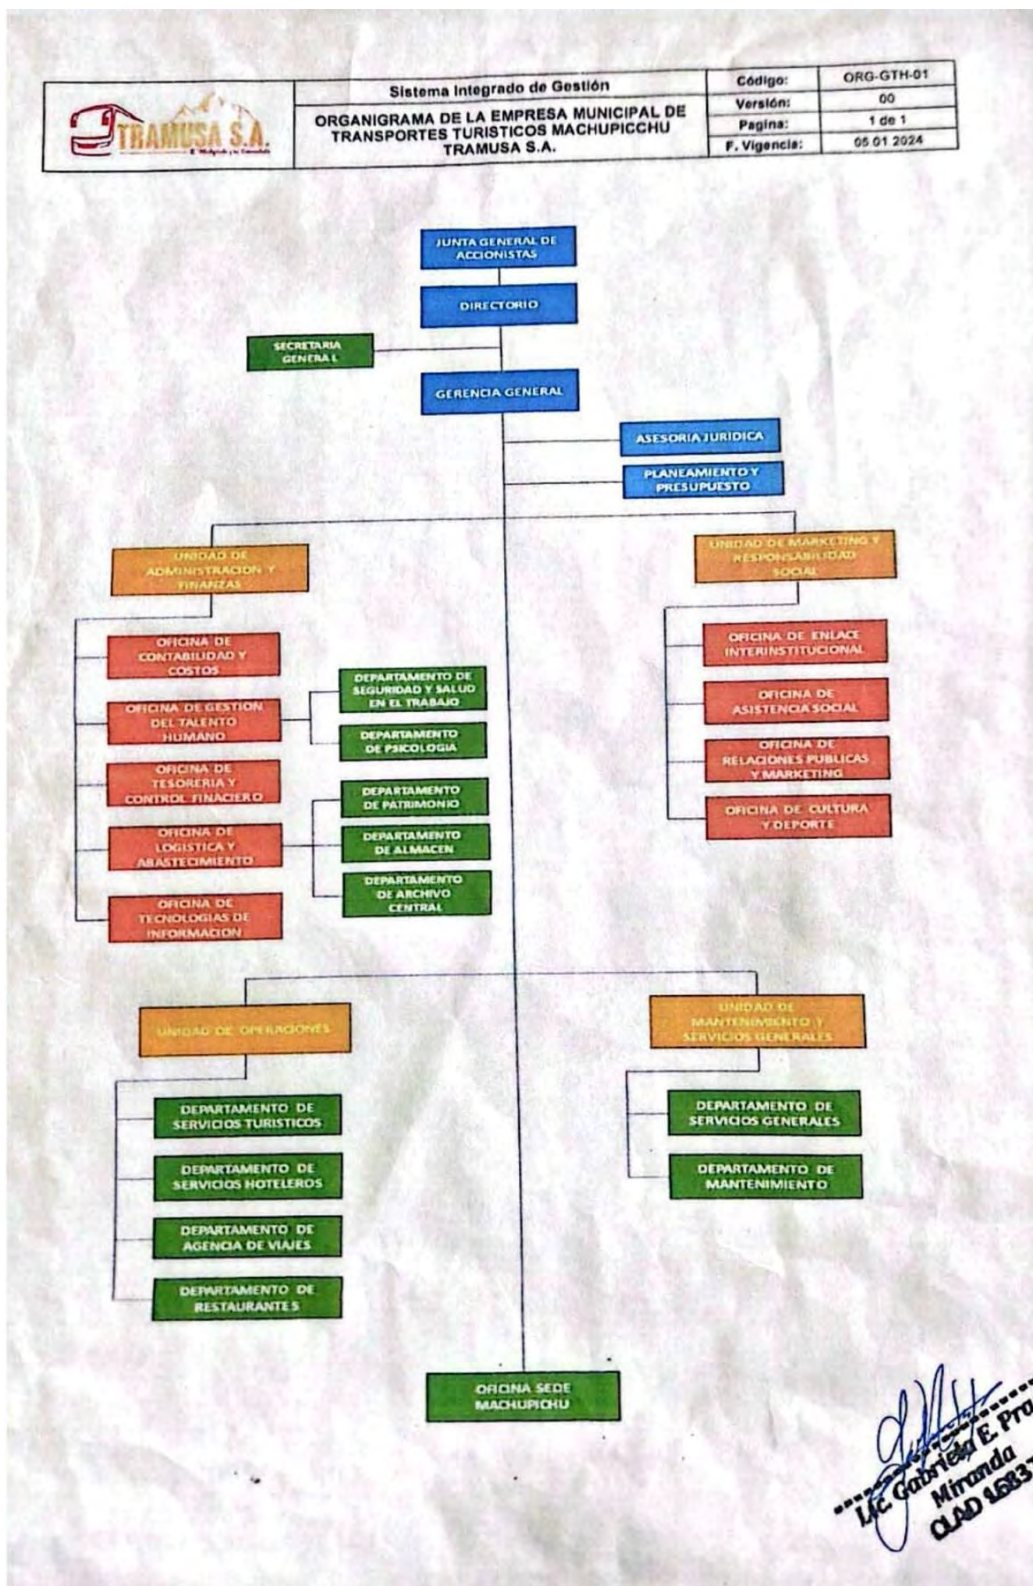 TRAMUSA S.A.
Sistema Integrado de Gestión
ORGANIGRAMA DE LA EMPRESA MUNICIPAL DE
TRANSPORTES TURISTICOS MACHUPICCHU
TRAMUSA S.A.
Código:
ORG-GTH-01
Versión:
00
Pagina:
1 de 1
F. Vigencia:
05 01 2024
JUNTA GENERAL DE
ACCIONISTAS
DIRECTORIO
SECRETARIA
GENERAL
GERENCIA GENERAL
ASESORIA JURIDICA
PLANEAMIENTO Y
PRESUPUESTO
UNIDAD DE
ADMINISTRACION Y
FINANZAS
UNIDAD DE MARKETING Y
RESPONSABILIDAD
SOCIAL
OFICINA DE
CONTABILIDAD Y
COSTOS
OFICINA DE GESTION
DEL TALENTO
HUMANO
DEPARTAMENTO DE
SEGURIDAD Y SALUD
EN EL TRABAJO
DEPARTAMENTO
DE PSICOLOGIA
OFICINA DE
TESORERIA Y
CONTROL FINACIERO
OFICINA DE
LOGISTICA Y
ABASTECIMIENTO
DEPARTAMENTO
DE PATRIMONIO
DEPARTAMENTO
DE ALMACEN
DEPARTAMENTO
DE ARCHIVO
CENTRAL
OFICINA DE
TECNOLOGIAS DE
INFORMACION
OFICINA DE ENLACE
INTERINSTITUCIONAL
OFICINA DE
ASISTENCIA SOCIAL
OFICINA DE
RELACIONES PUBLICAS
Y MARKETING
OFICINA DE CULTURA
Y DEPORTE
UNIDAD DE OPERACIONES
UNIDAD DE
MANTENIMIENTO Y
SERVICIOS GENERALES
DEPARTAMENTO DE
SERVICIOS TURISTICOS
DEPARTAMENTO DE
SERVICIOS HOTELEROS
DEPARTAMENTO DE
AGENCIA DE VIAJES
DEPARTAMENTO DE
RESTAURANTES
DEPARTAMENTO DE
SERVICIOS GENERALES
DEPARTAMENTO DE
MANTENIMIENTO
OFICINA SEDE
MACHUPICHU
Lic. Gabriela E. Pro
Miranda
CLAD